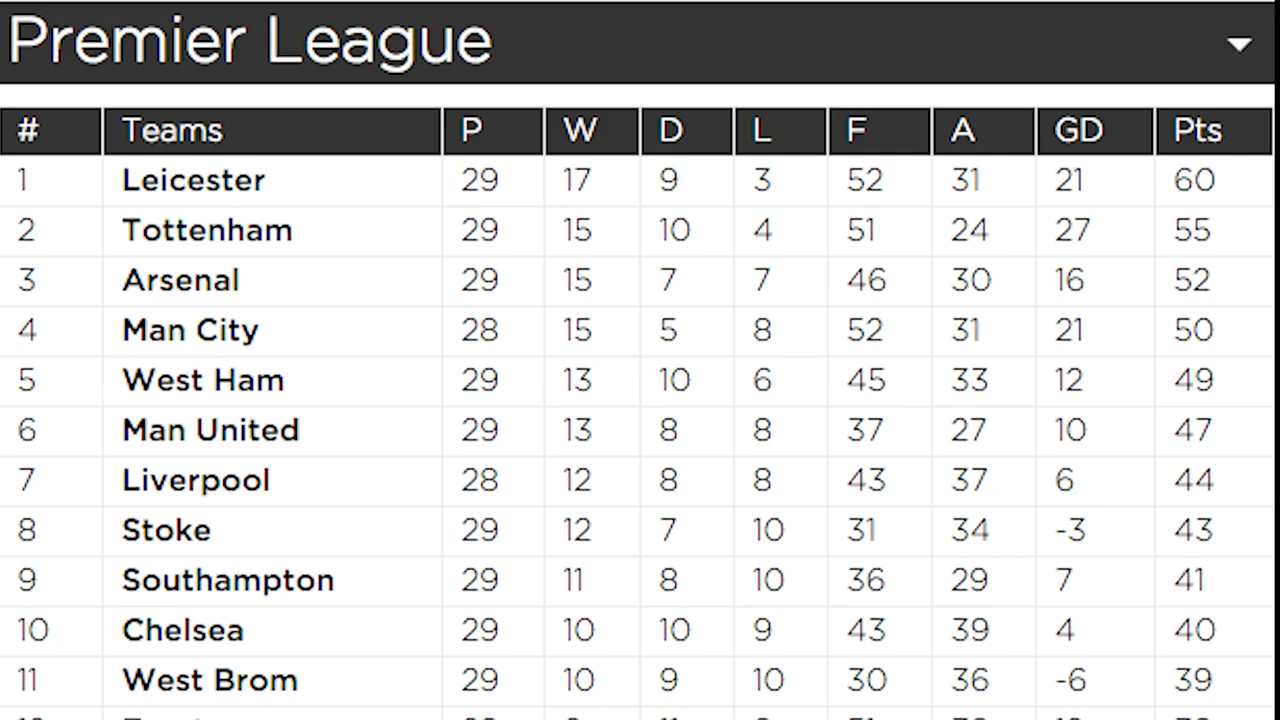 Premier League
# Teams P W D L F A GD Pts
1 Leicester 29 17 9 3 52 31 21 60
2 Tottenham 29 15 10 4 51 24 27 55
3 Arsenal 29 15 7 7 46 30 16 52
4 Man City 28 15 5 8 52 31 21 50
5 West Ham 29 13 10 6 45 33 12 49
6 Man United 29 13 8 8 37 27 10 47
7 Liverpool 28 12 8 8 43 37 6 44
8 Stoke 29 12 7 10 31 34 -3 43
9 Southampton 29 11 8 10 36 29 7 41
10 Chelsea 29 10 10 9 43 39 4 40
11 West Brom 29 10 9 10 30 36 -6 39